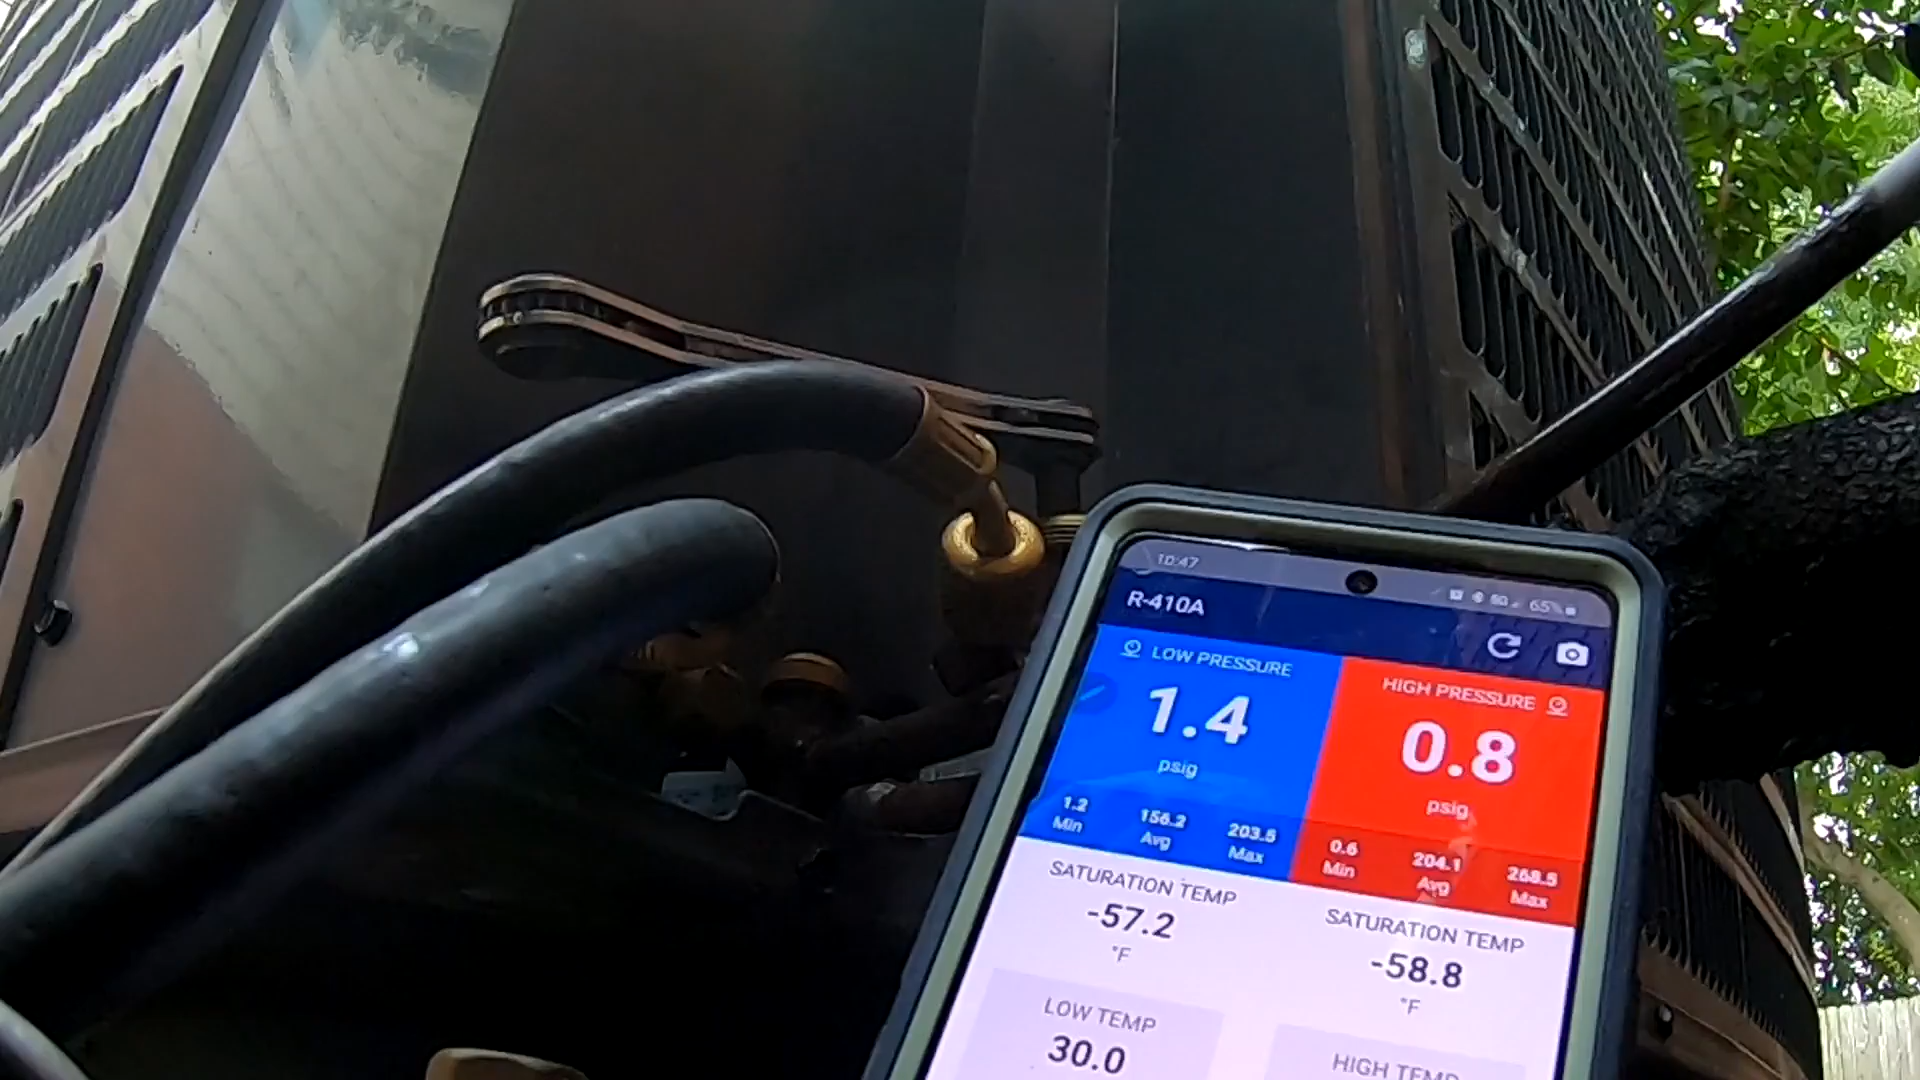 10:47
5G 65%
R-410A
LOW PRESSURE
1.4
psig
1.2 156.2 203.5
Min Avg Max
HIGH PRESSURE
0.8
psig
0.6 204.1 268.5
Min Avg Max
SATURATION TEMP
-57.2
°F
SATURATION TEMP
-58.8
°F
LOW TEMP
30.0
HIGH TEMP